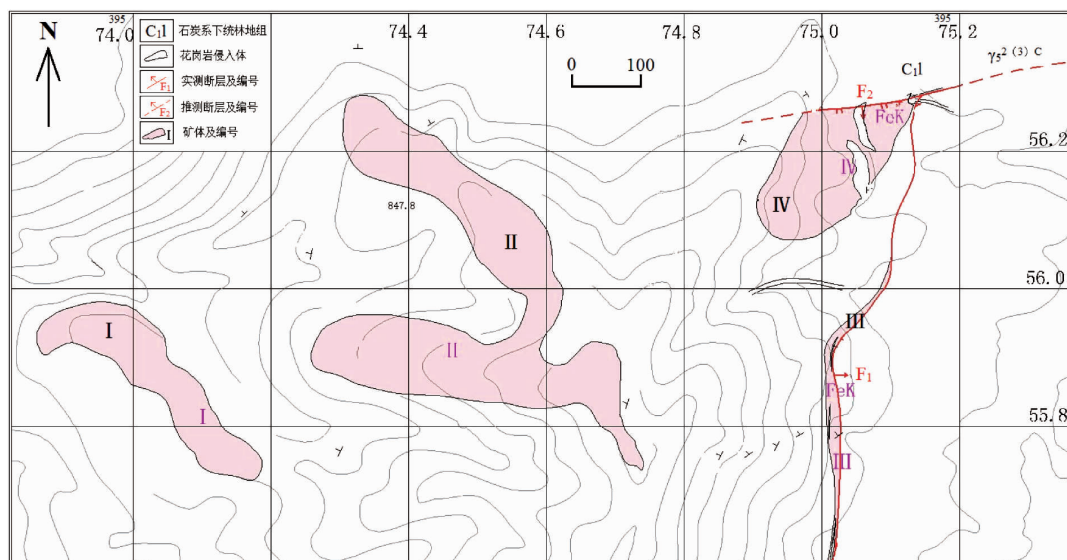 395
74.0
74.4
74.6
74.8
75.0
395
75.2
N
C₁l 石炭系下统林地组
花岗岩侵入体
F₁ 实测断层及编号
F₂ 推测断层及编号
I 矿体及编号
0 100
γ₅²⁽³⁾ C
C₁l
F₂
FeK
56.2
IV
IV
847.8
II
56.0
I
III
II
F₁
FeK
I
55.8
III